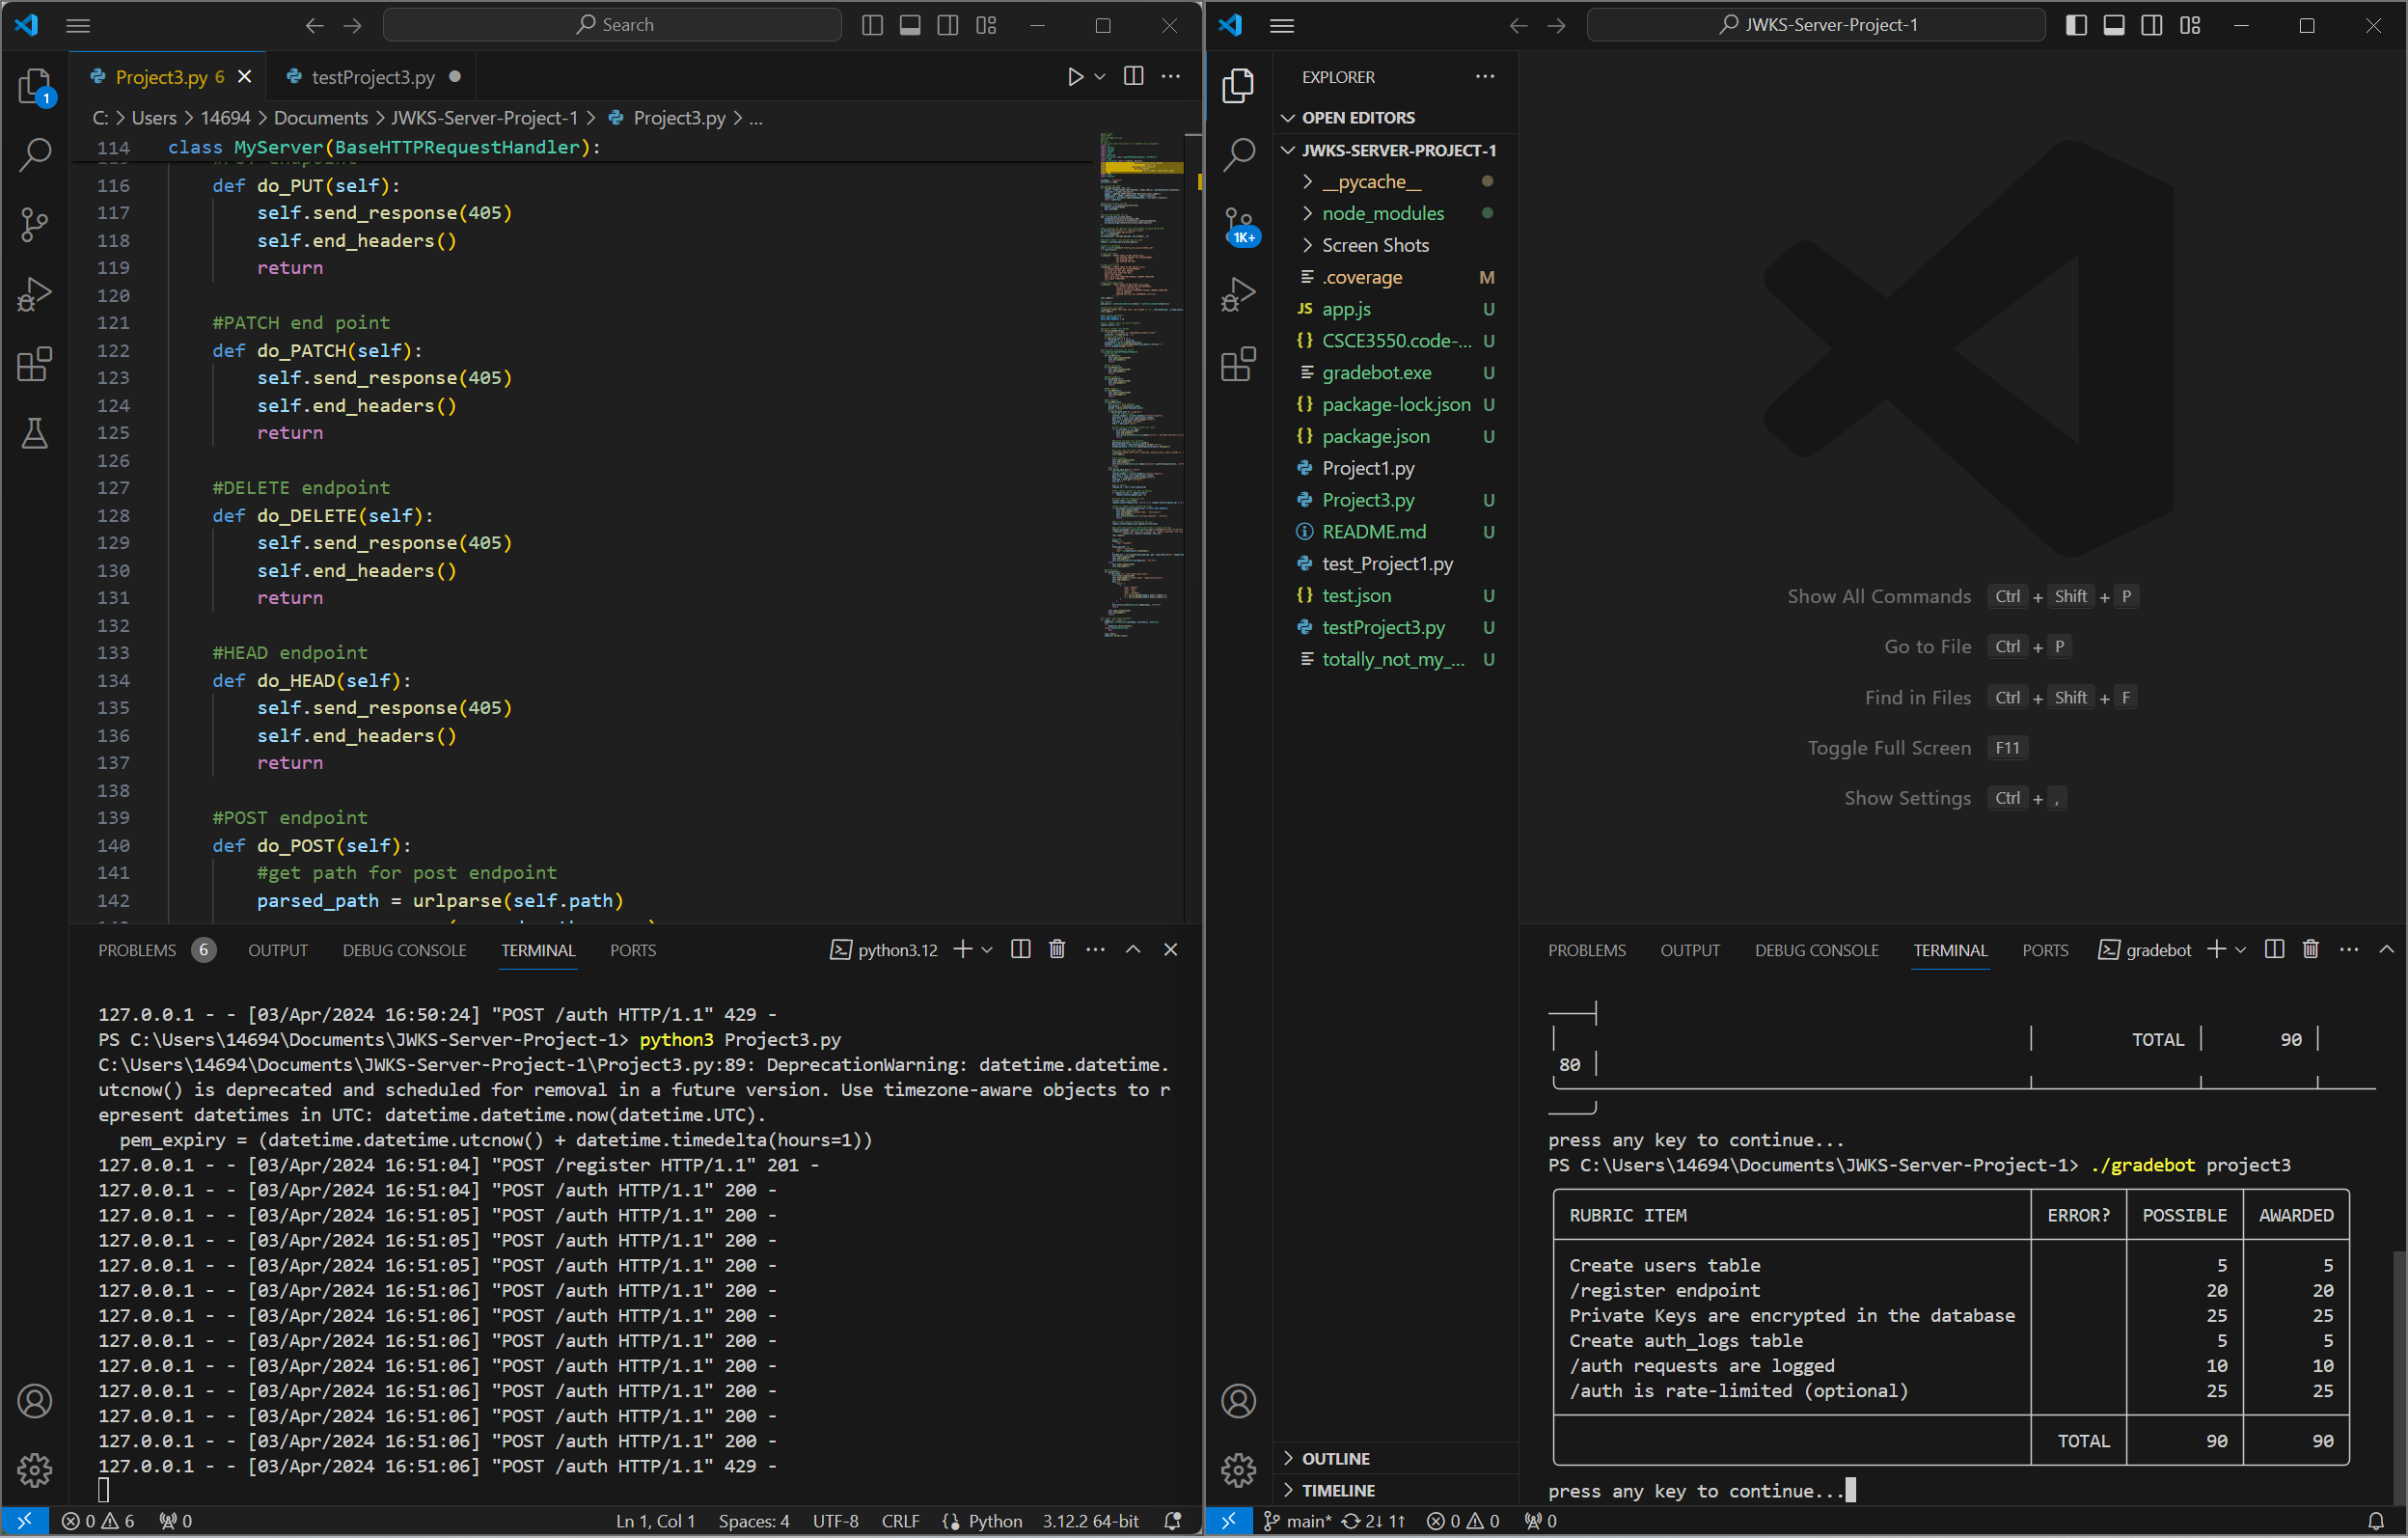 Search
Project3.py 6
testProject3.py
C: > Users > 14694 > Documents > JWKS-Server-Project-1 > Project3.py > ...
114 class MyServer(BaseHTTPRequestHandler):
116 def do_PUT(self):
117 self.send_response(405)
118 self.end_headers()
119 return
120
121 #PATCH end point
122 def do_PATCH(self):
123 self.send_response(405)
124 self.end_headers()
125 return
126
127 #DELETE endpoint
128 def do_DELETE(self):
129 self.send_response(405)
130 self.end_headers()
131 return
132
133 #HEAD endpoint
134 def do_HEAD(self):
135 self.send_response(405)
136 self.end_headers()
137 return
138
139 #POST endpoint
140 def do_POST(self):
141 #get path for post endpoint
142 parsed_path = urlparse(self.path)
PROBLEMS 6 OUTPUT DEBUG CONSOLE TERMINAL PORTS python3.12
127.0.0.1 - - [03/Apr/2024 16:50:24] "POST /auth HTTP/1.1" 429 -
PS C:\Users\14694\Documents\JWKS-Server-Project-1> python3 Project3.py
C:\Users\14694\Documents\JWKS-Server-Project-1\Project3.py:89: DeprecationWarning: datetime.datetime.
utcnow() is deprecated and scheduled for removal in a future version. Use timezone-aware objects to r
epresent datetimes in UTC: datetime.datetime.now(datetime.UTC).
pem_expiry = (datetime.datetime.utcnow() + datetime.timedelta(hours=1))
127.0.0.1 - - [03/Apr/2024 16:51:04] "POST /register HTTP/1.1" 201 -
127.0.0.1 - - [03/Apr/2024 16:51:04] "POST /auth HTTP/1.1" 200 -
127.0.0.1 - - [03/Apr/2024 16:51:05] "POST /auth HTTP/1.1" 200 -
127.0.0.1 - - [03/Apr/2024 16:51:05] "POST /auth HTTP/1.1" 200 -
127.0.0.1 - - [03/Apr/2024 16:51:05] "POST /auth HTTP/1.1" 200 -
127.0.0.1 - - [03/Apr/2024 16:51:06] "POST /auth HTTP/1.1" 200 -
127.0.0.1 - - [03/Apr/2024 16:51:06] "POST /auth HTTP/1.1" 200 -
127.0.0.1 - - [03/Apr/2024 16:51:06] "POST /auth HTTP/1.1" 200 -
127.0.0.1 - - [03/Apr/2024 16:51:06] "POST /auth HTTP/1.1" 200 -
127.0.0.1 - - [03/Apr/2024 16:51:06] "POST /auth HTTP/1.1" 200 -
127.0.0.1 - - [03/Apr/2024 16:51:06] "POST /auth HTTP/1.1" 200 -
127.0.0.1 - - [03/Apr/2024 16:51:06] "POST /auth HTTP/1.1" 200 -
127.0.0.1 - - [03/Apr/2024 16:51:06] "POST /auth HTTP/1.1" 429 -
0 6 0 Ln 1, Col 1 Spaces: 4 UTF-8 CRLF Python 3.12.2 64-bit
JWKS-Server-Project-1
EXPLORER
OPEN EDITORS
JWKS-SERVER-PROJECT-1
1
1K+
__pycache__
node_modules
Screen Shots
.coverage M
app.js U
CSCE3550.code-... U
gradebot.exe U
package-lock.json U
package.json U
Project1.py
Project3.py U
README.md U
test_Project1.py
test.json U
testProject3.py U
totally_not_my_... U
OUTLINE
TIMELINE
Show All Commands Ctrl + Shift + P
Go to File Ctrl + P
Find in Files Ctrl + Shift + F
Toggle Full Screen F11
Show Settings Ctrl + ,
PROBLEMS OUTPUT DEBUG CONSOLE TERMINAL PORTS gradebot
TOTAL 90
80
press any key to continue...
PS C:\Users\14694\Documents\JWKS-Server-Project-1> ./gradebot project3
RUBRIC ITEM ERROR? POSSIBLE AWARDED
Create users table 5 5
/register endpoint 20 20
Private Keys are encrypted in the database 25 25
Create auth_logs table 5 5
/auth requests are logged 10 10
/auth is rate-limited (optional) 25 25
TOTAL 90 90
press any key to continue...
main* 2↓ 1↑ 0 0 0